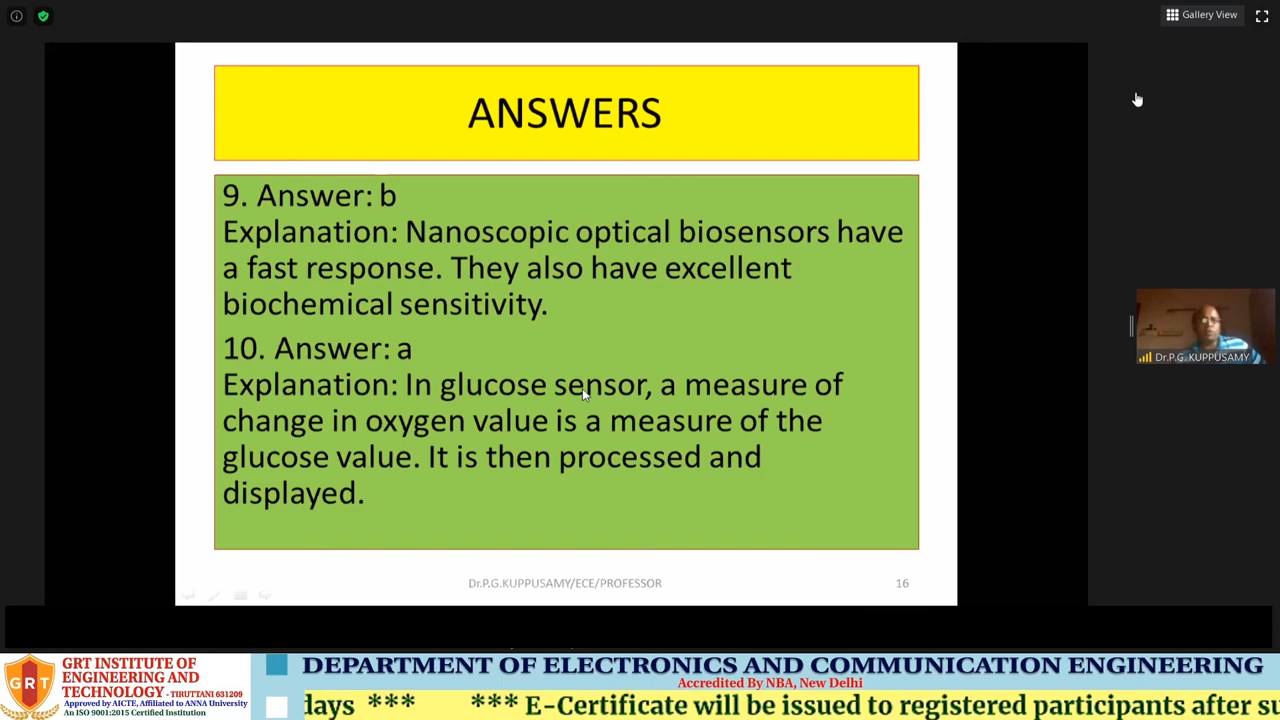 Gallery View
ANSWERS
9. Answer: b
Explanation: Nanoscopic optical biosensors have
a fast response. They also have excellent
biochemical sensitivity.
10. Answer: a
Explanation: In glucose sensor, a measure of
change in oxygen value is a measure of the
glucose value. It is then processed and
displayed.
Dr.P.G.KUPPUSAMY/ECE/PROFESSOR
16
Dr.P.G. KUPPUSAMY
GRT
GRT INSTITUTE OF
ENGINEERING AND
TECHNOLOGY - TIRUTTANI 631209
Approved by AICTE, Affiliated to ANNA University
An ISO 9001:2015 Certified Institution
DEPARTMENT OF ELECTRONICS AND COMMUNICATION ENGINEERING
Accredited By NBA, New Delhi
days *** *** E-Certificate will be issued to registered participants after su